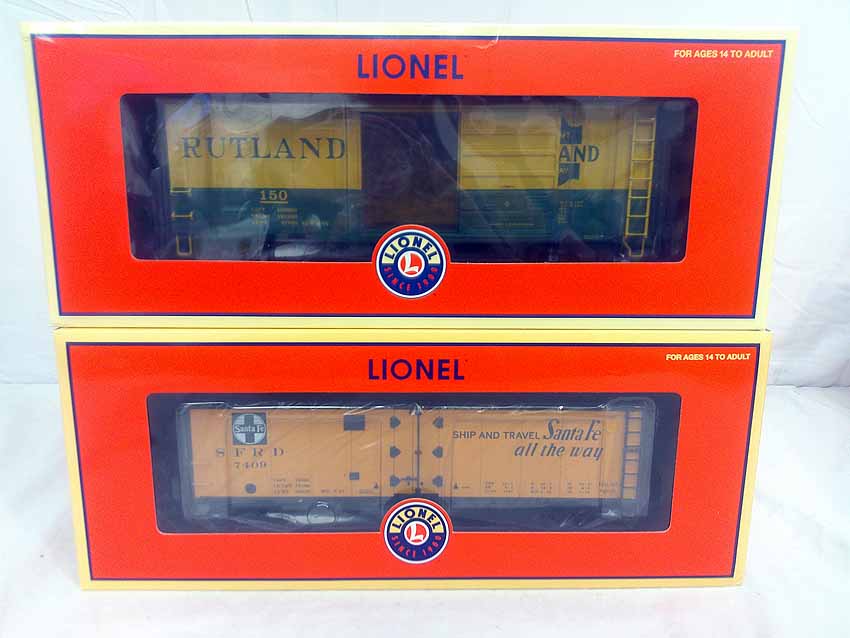 LIONEL
FOR AGES 14 TO ADULT
RUTLAND
AND
150
LIONEL
L
SINCE 1900
LIONEL
FOR AGES 14 TO ADULT
Santa Fe
SFRD
7409
SHIP AND TRAVEL Santa Fe
all the way
LIONEL
L
SINCE 1900